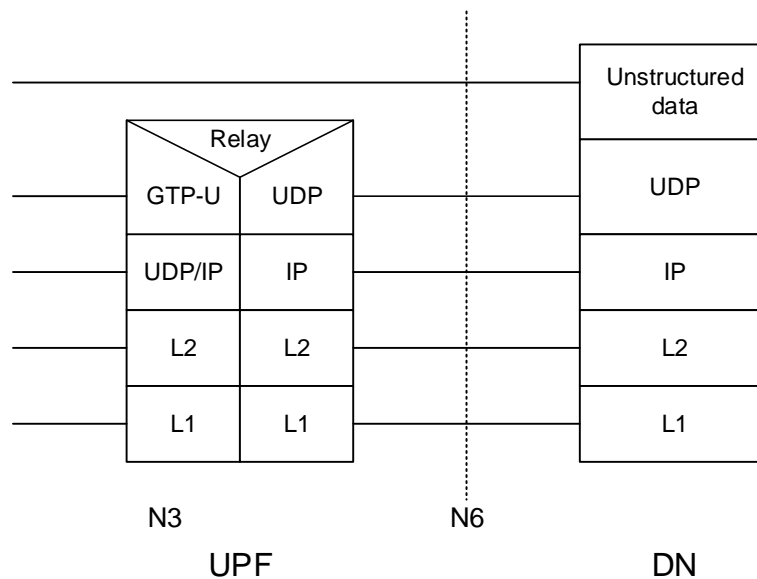 Unstructured
data
Relay
GTP-U UDP UDP
UDP/IP IP IP
L2 L2 L2
L1 L1 L1
N3 N6
UPF DN